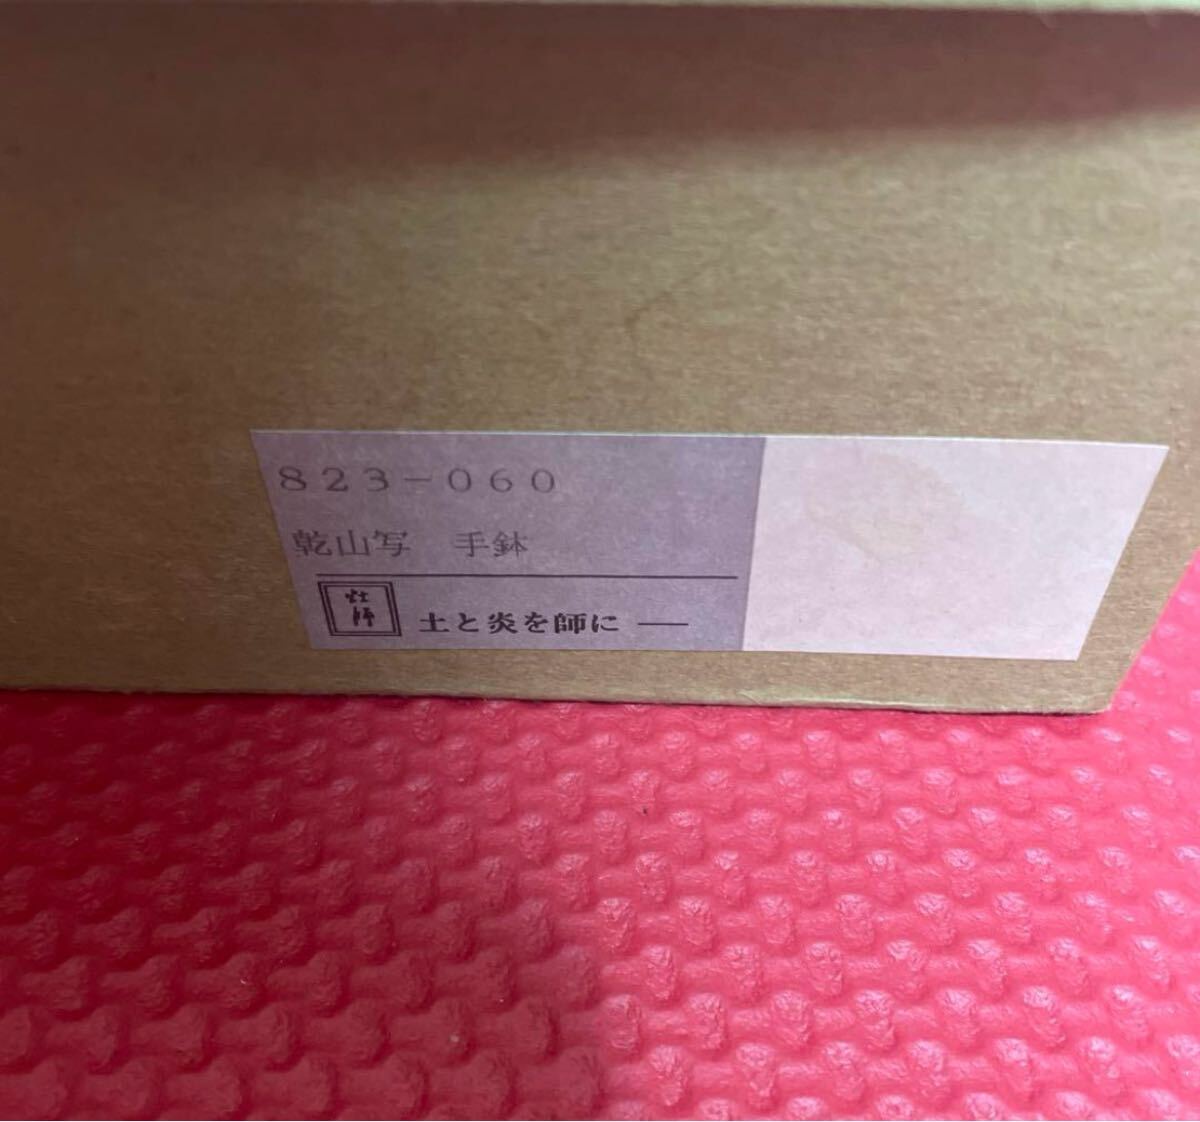 ８２３－０６０
乾山写　手鉢
土と炎を師に ―